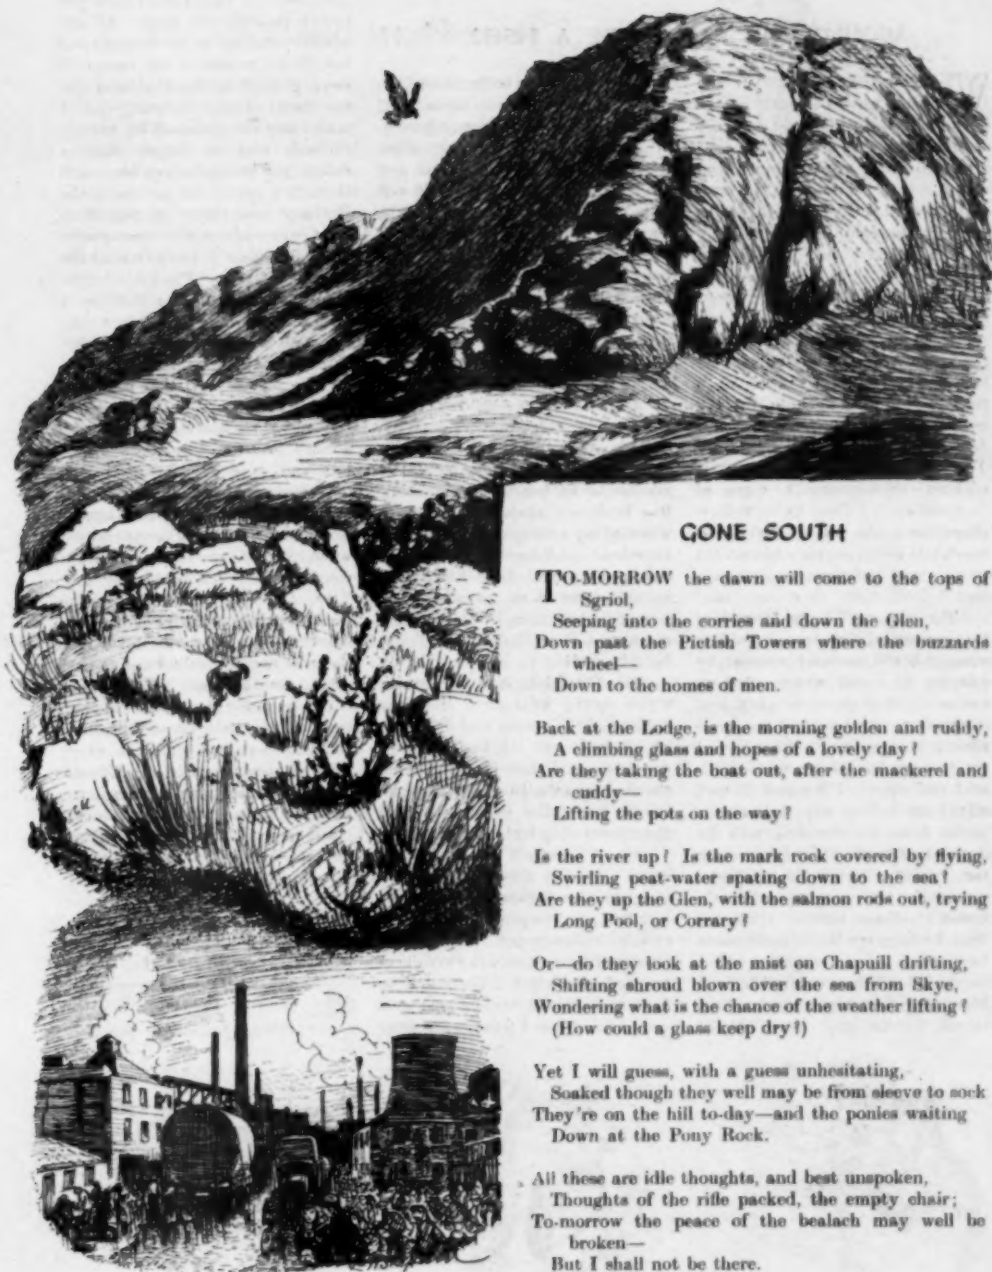 GONE SOUTH
TO-MORROW the dawn will come to the tops of
Sgriol,
Seeping into the corries and down the Glen,
Down past the Pictish Towers where the buzzards
wheel—
Down to the homes of men.
Back at the Lodge, is the morning golden and ruddy,
A climbing glass and hopes of a lovely day?
Are they taking the boat out, after the mackerel and
cuddy—
Lifting the pots on the way?
Is the river up? Is the mark rock covered by flying,
Swirling peat-water spating down to the sea?
Are they up the Glen, with the salmon rods out, trying
Long Pool, or Corrary?
Or—do they look at the mist on Chapuill drifting,
Shifting shroud blown over the sea from Skye,
Wondering what is the chance of the weather lifting?
(How could a glass keep dry?)
Yet I will guess, with a guess unhesitating,
Soaked though they well may be from sleeve to sock
They're on the hill to-day—and the ponies waiting
Down at the Pony Rock.
All these are idle thoughts, and best unspoken,
Thoughts of the rifle packed, the empty chair;
To-morrow the peace of the bealach may well be
broken—
But I shall not be there.